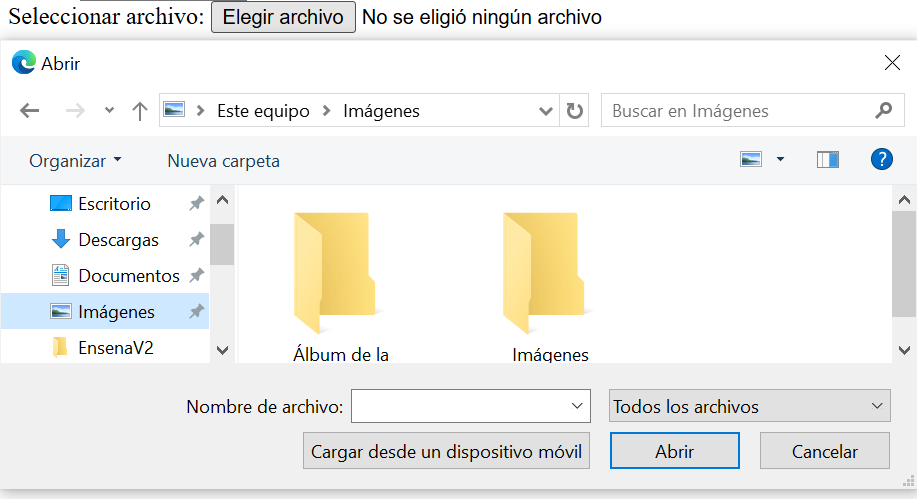 Seleccionar archivo: Elegir archivo No se eligió ningún archivo
Abrir
Este equipo Imágenes
Buscar en Imágenes
Organizar Nueva carpeta
Escritorio
Descargas
Documentos
Imágenes
EnsenaV2
Álbum de la Imágenes
Nombre de archivo: Todos los archivos
Cargar desde un dispositivo móvil Abrir Cancelar